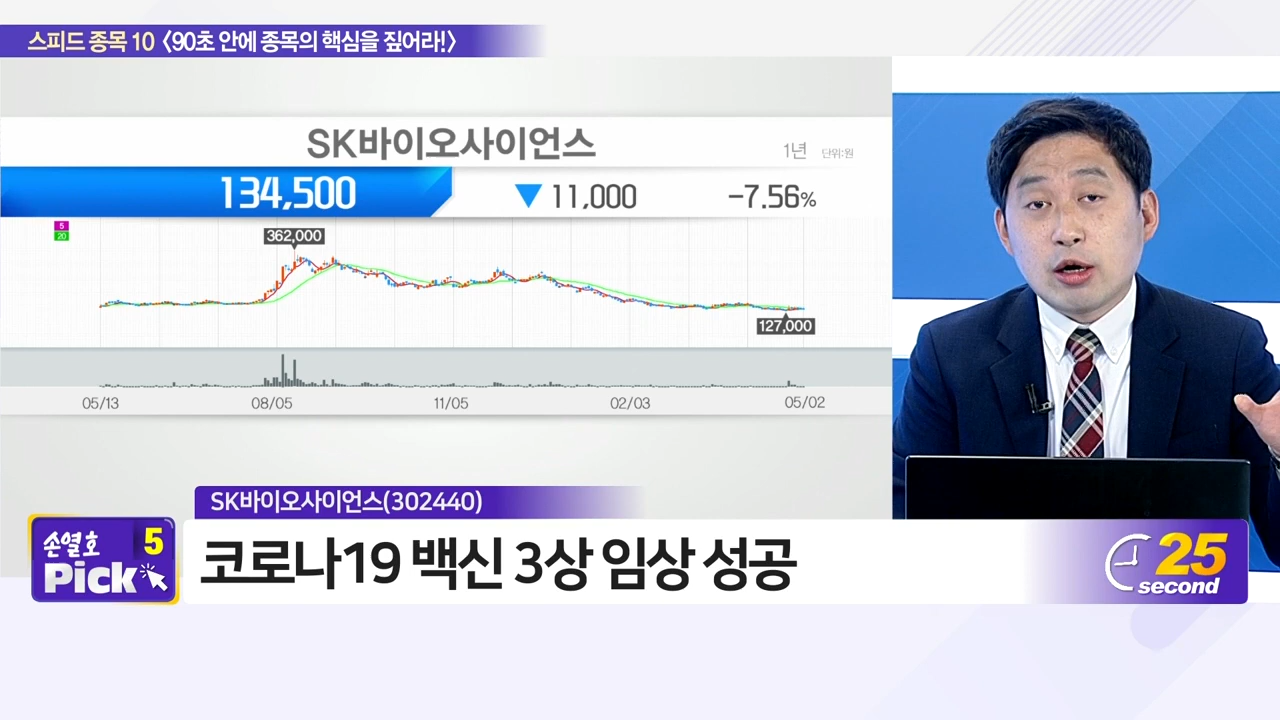 스피드 종목 10 〈90초 안에 종목의 핵심을 짚어라!〉
SK바이오사이언스
1년 단위:원
134,500 ▼ 11,000 -7.56%
5
20
362,000
127,000
05/13 08/05 11/05 02/03 05/02
SK바이오사이언스(302440)
손열호 5
Pick
코로나19 백신 3상 임상 성공
25
second